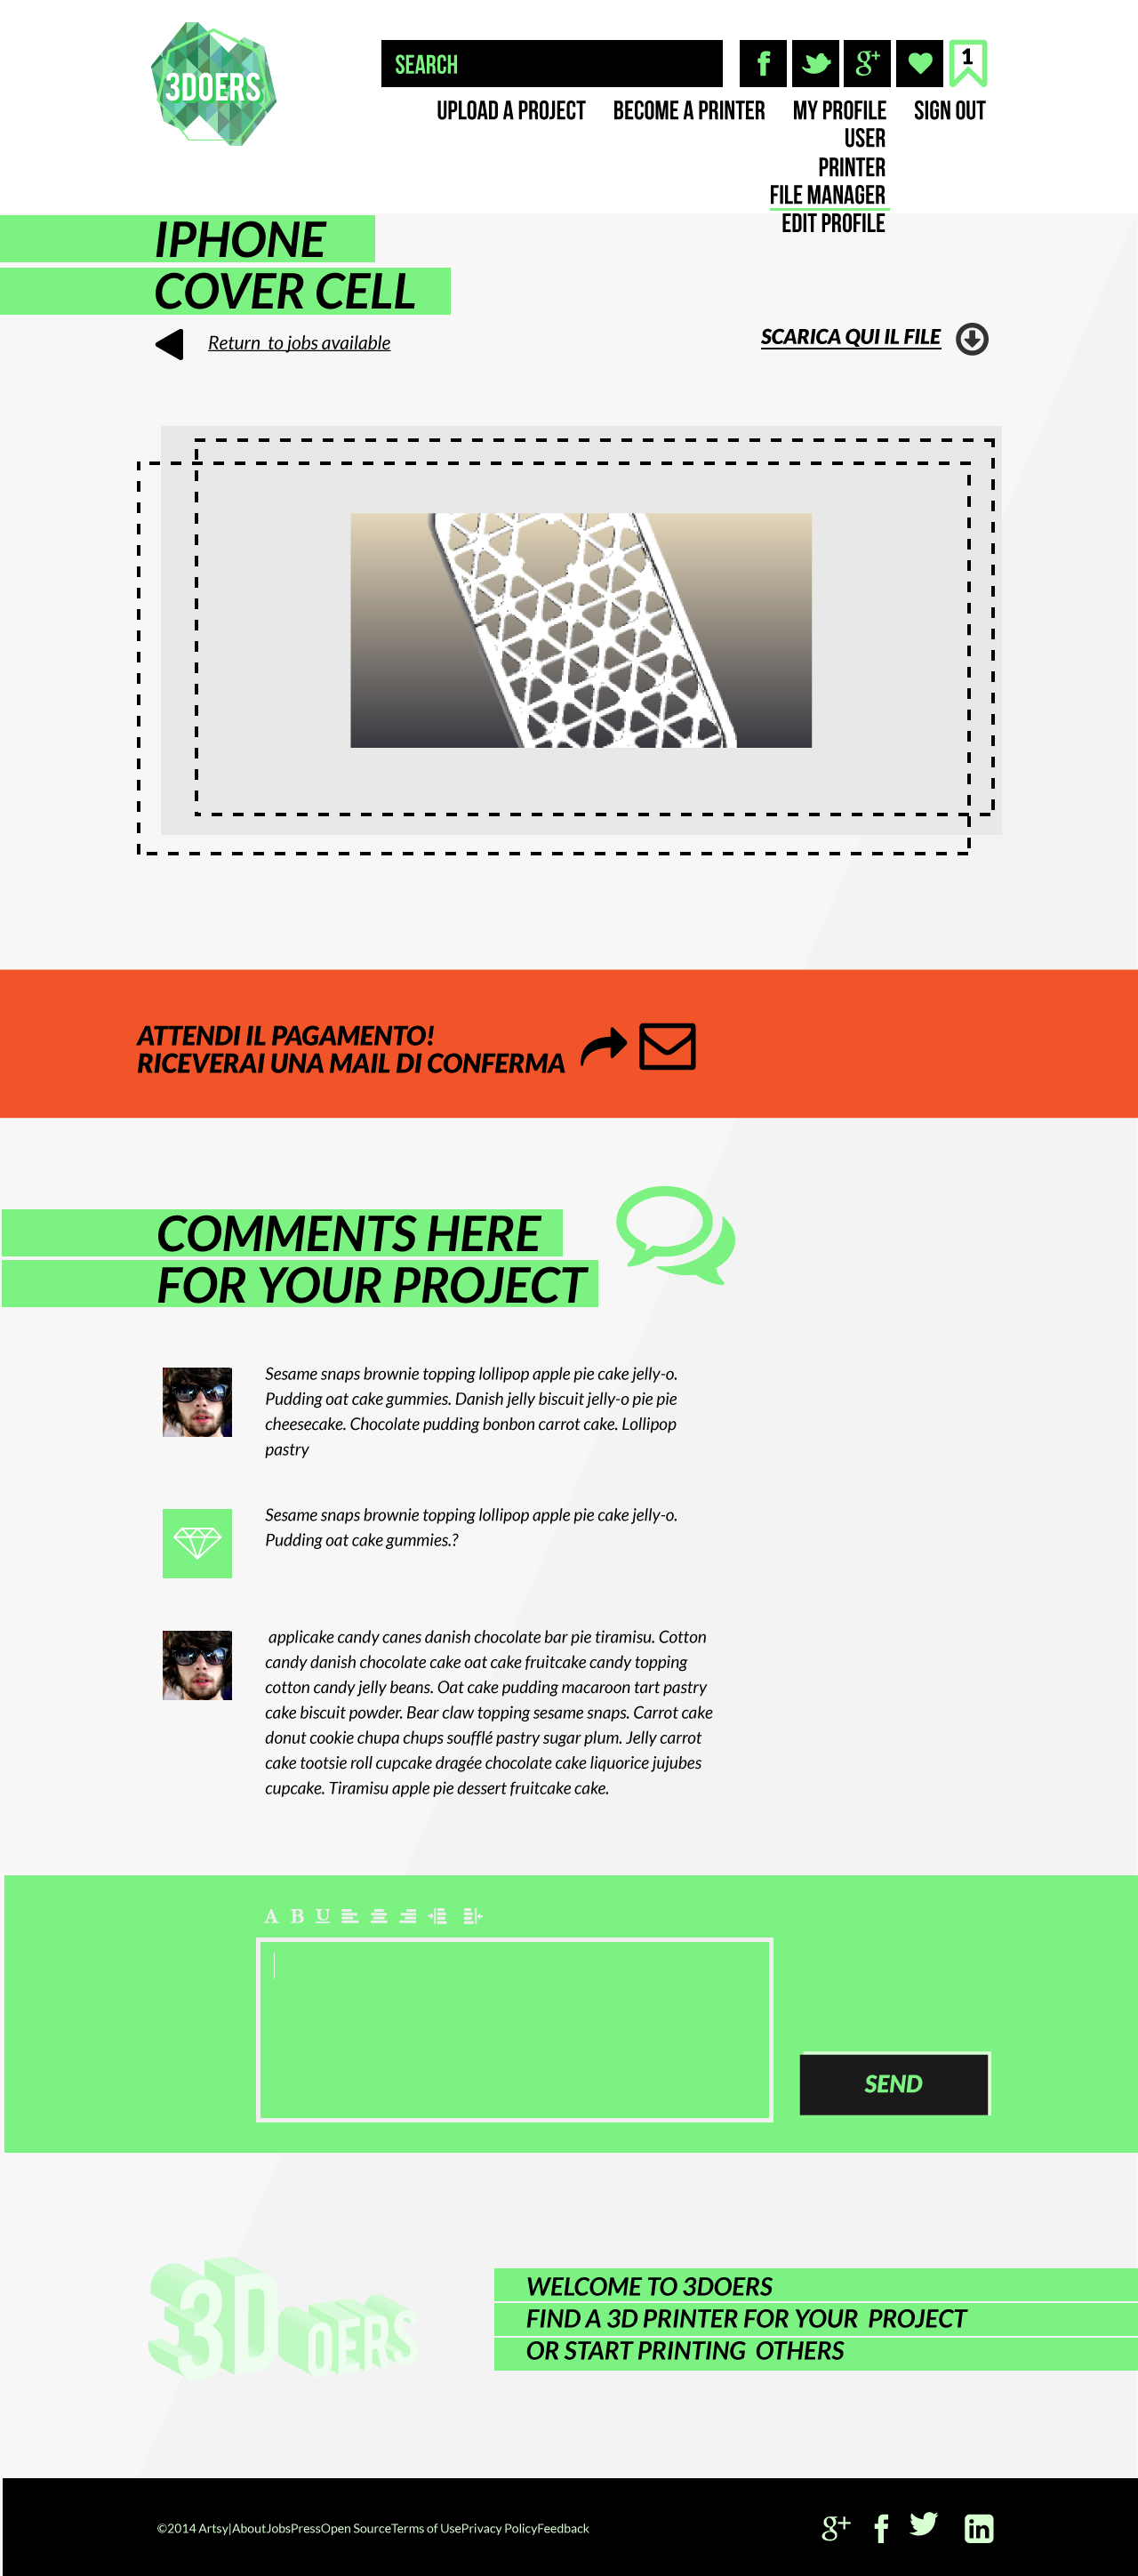 3DOERS
SEARCH
f
g+
1
UPLOAD A PROJECT BECOME A PRINTER MY PROFILE SIGN OUT
USER
PRINTER
FILE MANAGER
EDIT PROFILE
IPHONE
COVER CELL
Return to jobs available
SCARICA QUI IL FILE
ATTENDI IL PAGAMENTO!
RICEVERAI UNA MAIL DI CONFERMA
COMMENTS HERE
FOR YOUR PROJECT
Sesame snaps brownie topping lollipop apple pie cake jelly-o.
Pudding oat cake gummies. Danish jelly biscuit jelly-o pie pie
cheesecake. Chocolate pudding bonbon carrot cake. Lollipop
pastry
Sesame snaps brownie topping lollipop apple pie cake jelly-o.
Pudding oat cake gummies.?
applicake candy canes danish chocolate bar pie tiramisu. Cotton
candy danish chocolate cake oat cake fruitcake candy topping
cotton candy jelly beans. Oat cake pudding macaroon tart pastry
cake biscuit powder. Bear claw topping sesame snaps. Carrot cake
donut cookie chupa chups soufflé pastry sugar plum. Jelly carrot
cake tootsie roll cupcake dragée chocolate cake liquorice jujubes
cupcake. Tiramisu apple pie dessert fruitcake cake.
A B U
SEND
3DOERS
WELCOME TO 3DOERS
FIND A 3D PRINTER FOR YOUR PROJECT
OR START PRINTING OTHERS
©2014 Artsy|AboutJobsPressOpen SourceTerms of UsePrivacy PolicyFeedback
g+ f in